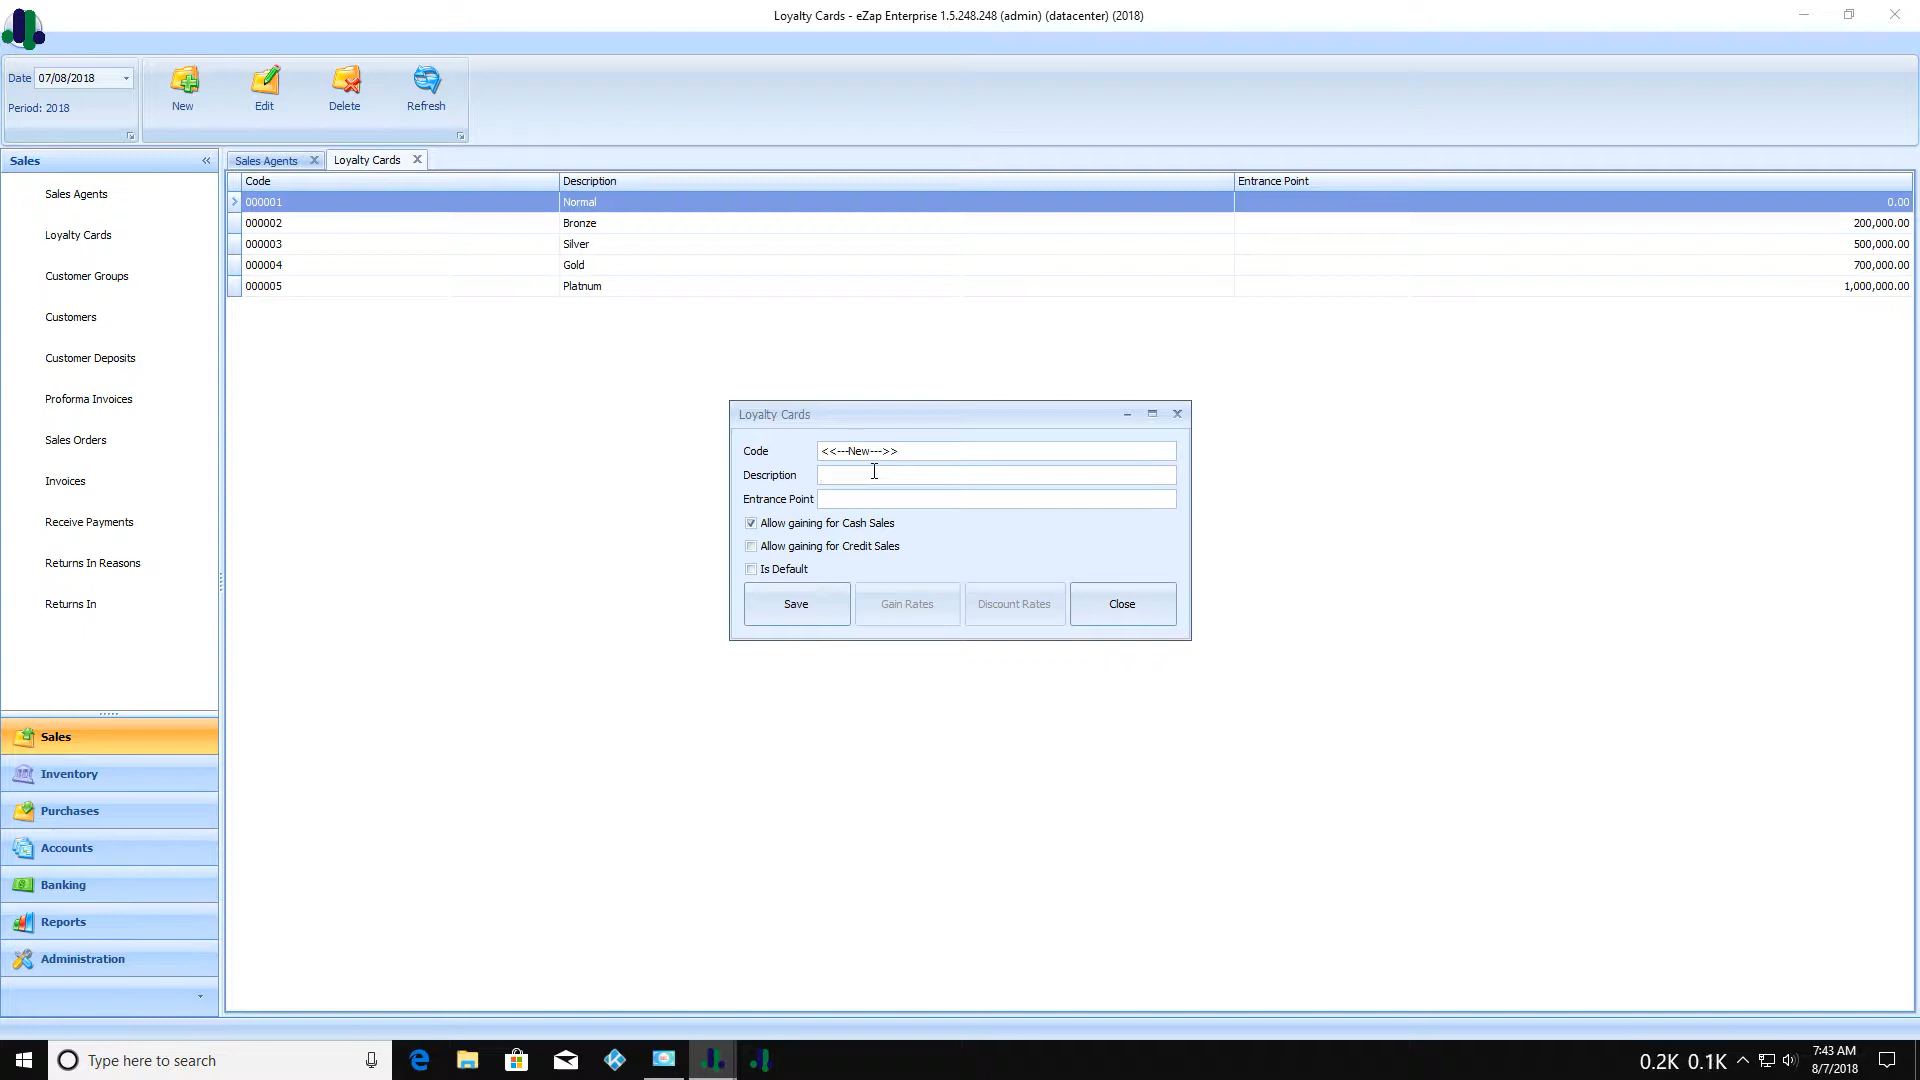 Loyalty Cards - eZap Enterprise 1.5.248.248 (admin) (datacenter) (2018)
Date 07/08/2018
Period: 2018
New
Edit
Delete
Refresh
Sales
Sales Agents
Loyalty Cards
Customer Groups
Customers
Customer Deposits
Proforma Invoices
Sales Orders
Invoices
Receive Payments
Returns In Reasons
Returns In
Sales
Inventory
Purchases
Accounts
Banking
Reports
Administration
Sales Agents Loyalty Cards
Code Description Entrance Point
000001 Normal 0.00
000002 Bronze 200,000.00
000003 Silver 500,000.00
000004 Gold 700,000.00
000005 Platnum 1,000,000.00
Loyalty Cards
Code <<---New--->>
Description
Entrance Point
Allow gaining for Cash Sales
Allow gaining for Credit Sales
Is Default
Save Gain Rates Discount Rates Close
Type here to search
0.2K 0.1K
7:43 AM
8/7/2018